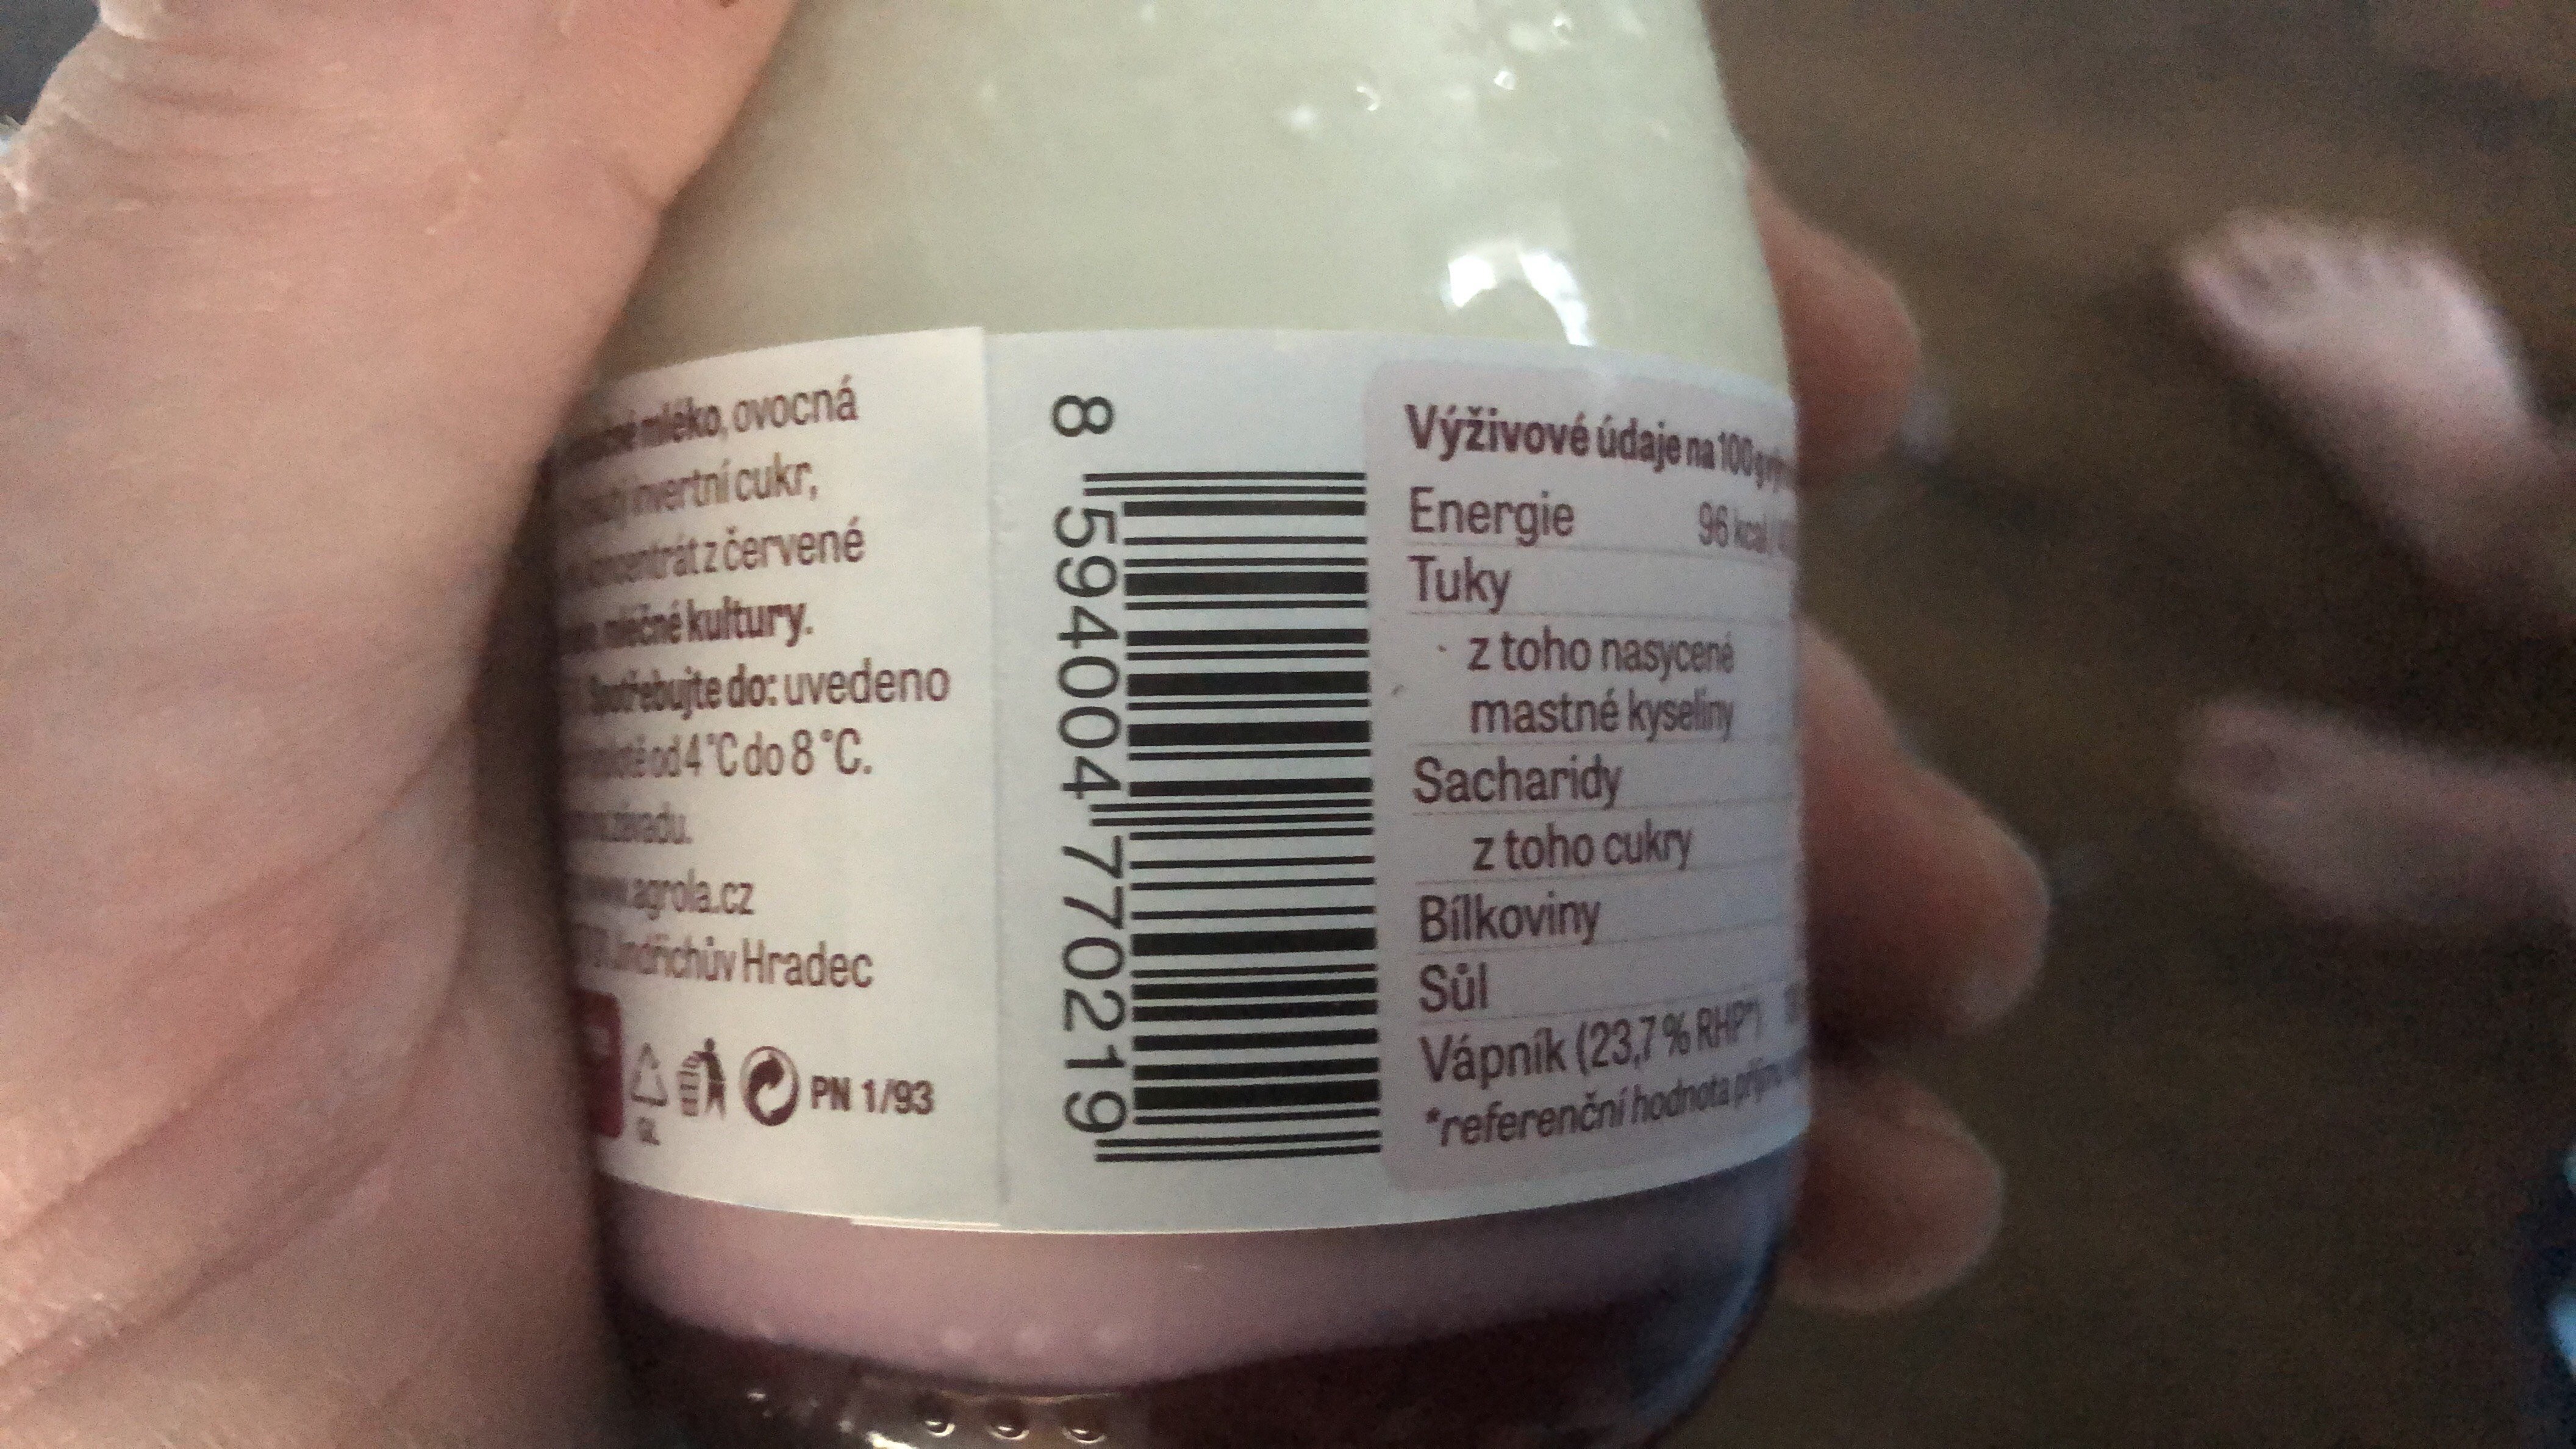 mléko, ovocná
invertní cukr,
koncentrát z červené
mléčné kultury.
Spotřebujte do: uvedeno
od 4 °C do 8 °C.
závadu.
www.agrola.cz
Jindřichův Hradec
GL
PN 1/93
8 594004 770219
Výživové údaje na 100 g
Energie 96 kcal
Tuky
z toho nasycené
mastné kyseliny
Sacharidy
z toho cukry
Bílkoviny
Sůl
Vápník (23,7 % RHP*)
*referenční hodnota příjmu